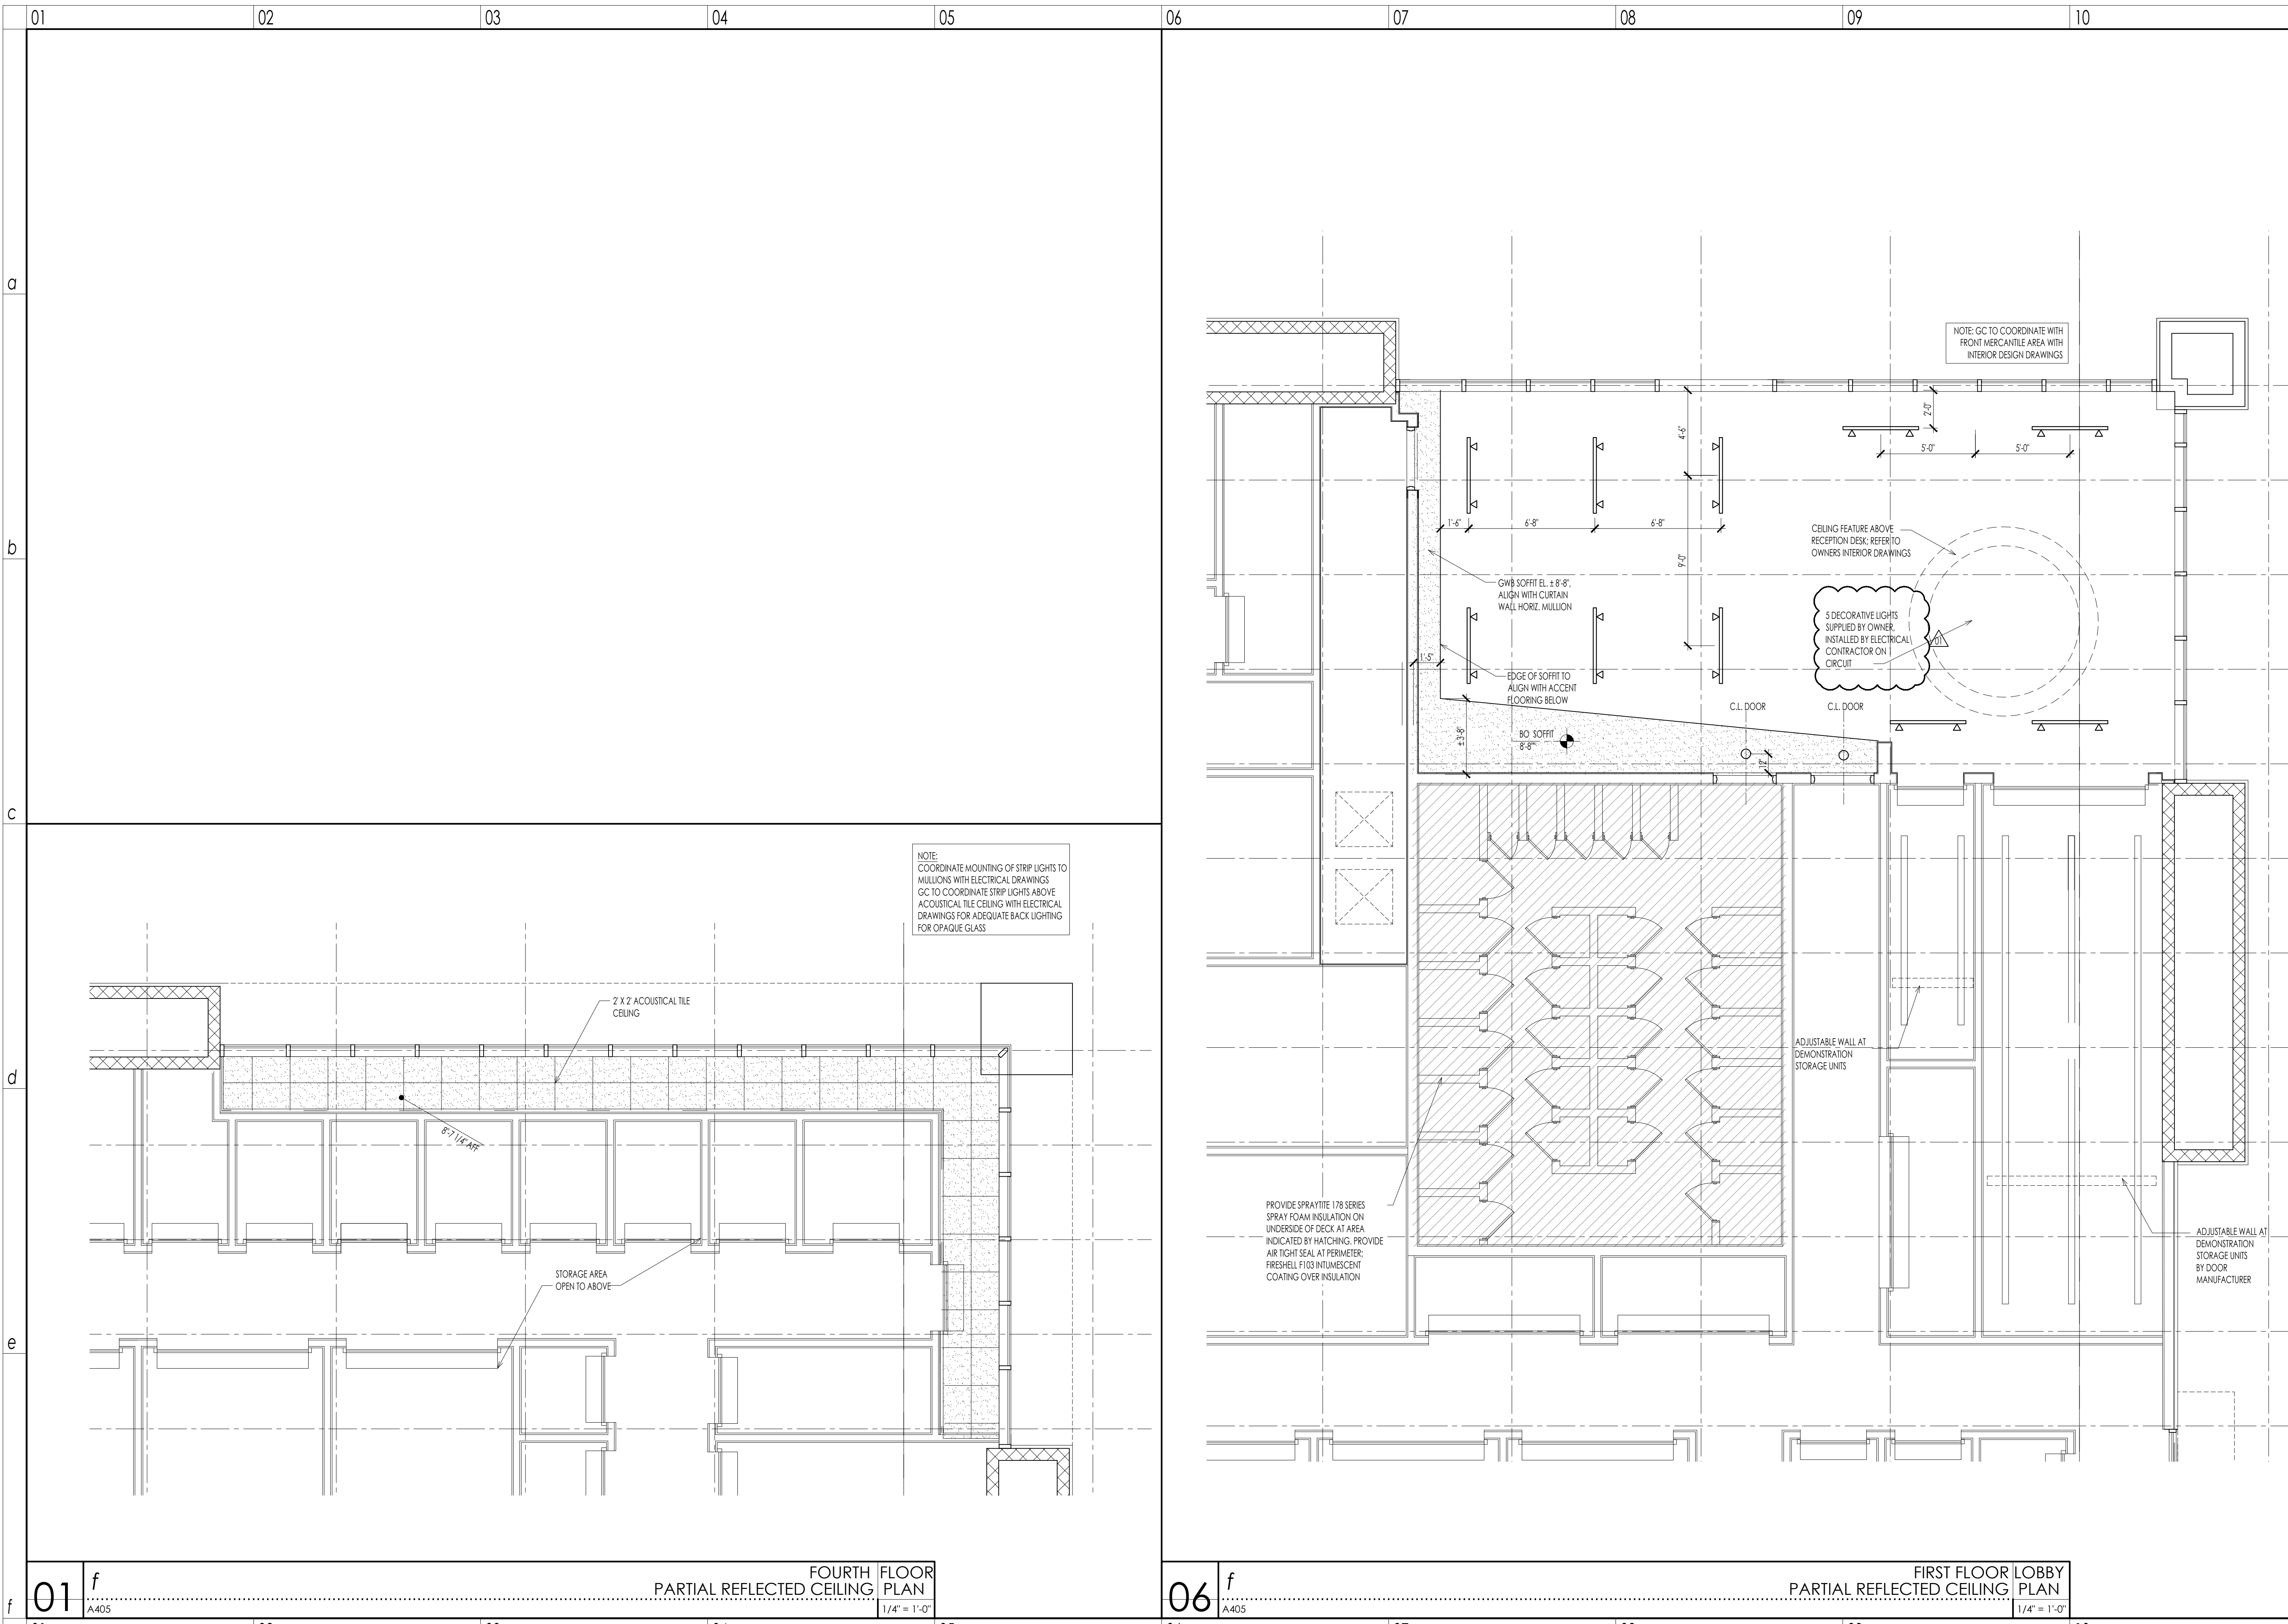 01
02
03
04
05
06
07
08
09
10
a
b
c
d
e
f
NOTE:
COORDINATE MOUNTING OF STRIP LIGHTS TO
MULLIONS WITH ELECTRICAL DRAWINGS
GC TO COORDINATE STRIP LIGHTS ABOVE
ACOUSTICAL TILE CEILING WITH ELECTRICAL
DRAWINGS FOR ADEQUATE BACK LIGHTING
FOR OPAQUE GLASS
2' X 2' ACOUSTICAL TILE
CEILING
8"-7 1/4" AFF
STORAGE AREA
OPEN TO ABOVE
01
f
FOURTH FLOOR
PARTIAL REFLECTED CEILING PLAN
A405
1/4" = 1'-0"
NOTE: GC TO COORDINATE WITH
FRONT MERCANTILE AREA WITH
INTERIOR DESIGN DRAWINGS
2'-0"
4'-6"
5'-0"
5'-0"
1'-6"
6'-8"
6'-8"
9'-0"
CEILING FEATURE ABOVE
RECEPTION DESK; REFER TO
OWNERS INTERIOR DRAWINGS
GWB SOFFIT EL. ± 8'-8",
ALIGN WITH CURTAIN
WALL HORIZ. MULLION
5 DECORATIVE LIGHTS
SUPPLIED BY OWNER,
INSTALLED BY ELECTRICAL
CONTRACTOR ON
CIRCUIT
01
1'-5"
EDGE OF SOFFIT TO
ALIGN WITH ACCENT
FLOORING BELOW
C.L. DOOR
C.L. DOOR
± 3'-8"
BO SOFFIT
8'-8"
12"
ADJUSTABLE WALL AT
DEMONSTRATION
STORAGE UNITS
PROVIDE SPRAYTITE 178 SERIES
SPRAY FOAM INSULATION ON
UNDERSIDE OF DECK AT AREA
INDICATED BY HATCHING. PROVIDE
AIR TIGHT SEAL AT PERIMETER;
FIRESHELL F103 INTUMESCENT
COATING OVER INSULATION
ADJUSTABLE WALL AT
DEMONSTRATION
STORAGE UNITS
BY DOOR
MANUFACTURER
06
f
FIRST FLOOR LOBBY
PARTIAL REFLECTED CEILING PLAN
A405
1/4" = 1'-0"